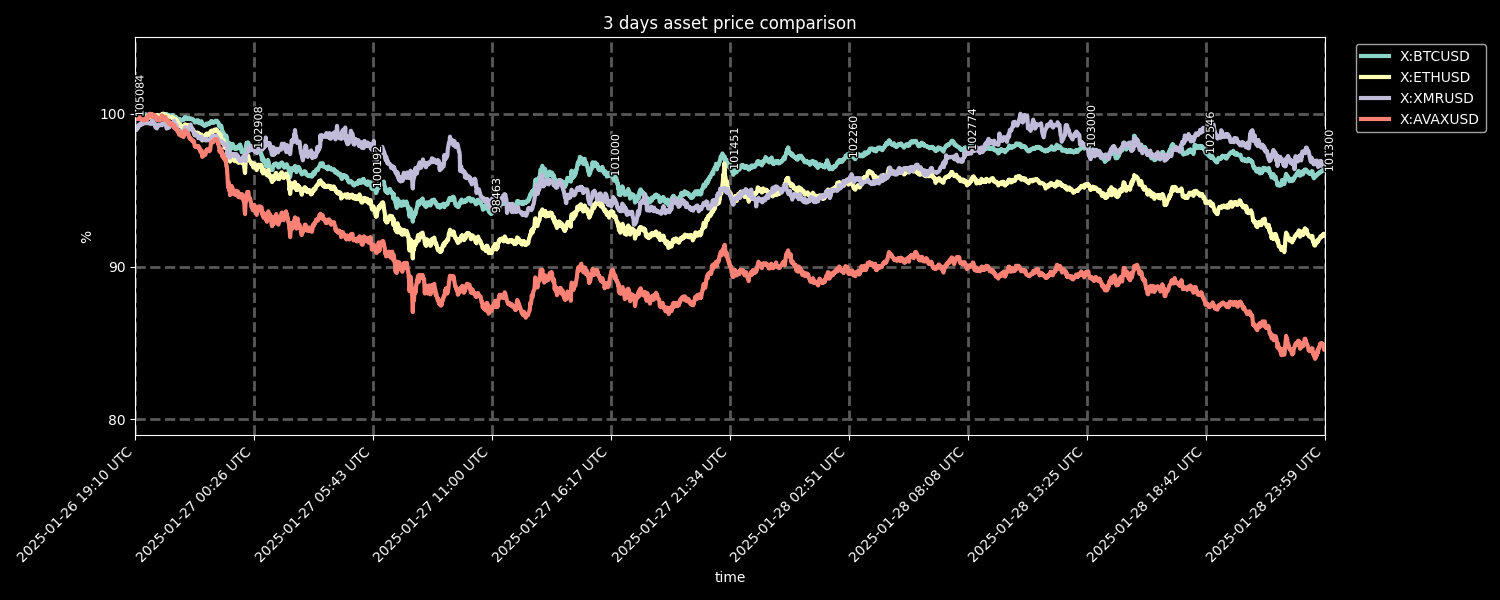 3 days asset price comparison
X:BTCUSD
X:ETHUSD
X:XMRUSD
X:AVAXUSD
100
90
80
%
105084
102908
100192
98463
101000
101451
102260
102774
103000
102546
101300
2025-01-26 19:10 UTC
2025-01-27 00:26 UTC
2025-01-27 05:43 UTC
2025-01-27 11:00 UTC
2025-01-27 16:17 UTC
2025-01-27 21:34 UTC
2025-01-28 02:51 UTC
2025-01-28 08:08 UTC
2025-01-28 13:25 UTC
2025-01-28 18:42 UTC
2025-01-28 23:59 UTC
time